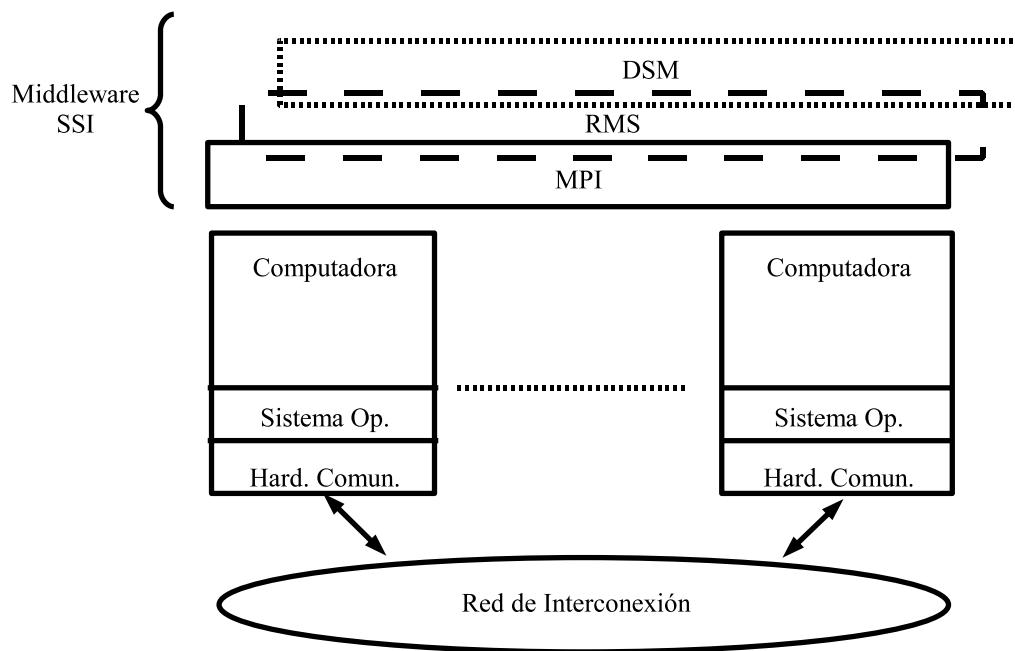 DSM
Middleware
SSI
RMS
MPI
Computadora
Computadora
Sistema Op.
Sistema Op.
Hard. Comun.
Hard. Comun.
Red de Interconexión